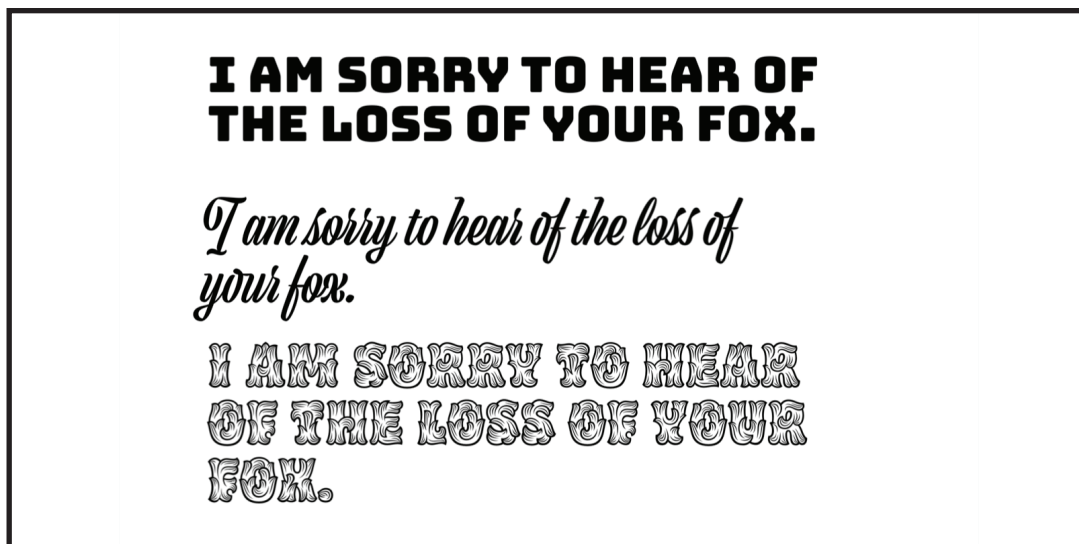 I AM SORRY TO HEAR OF
THE LOSS OF YOUR FOX.
I am sorry to hear of the loss of
your fox.
I AM SORRY TO HEAR
OF THE LOSS OF YOUR
FOX.